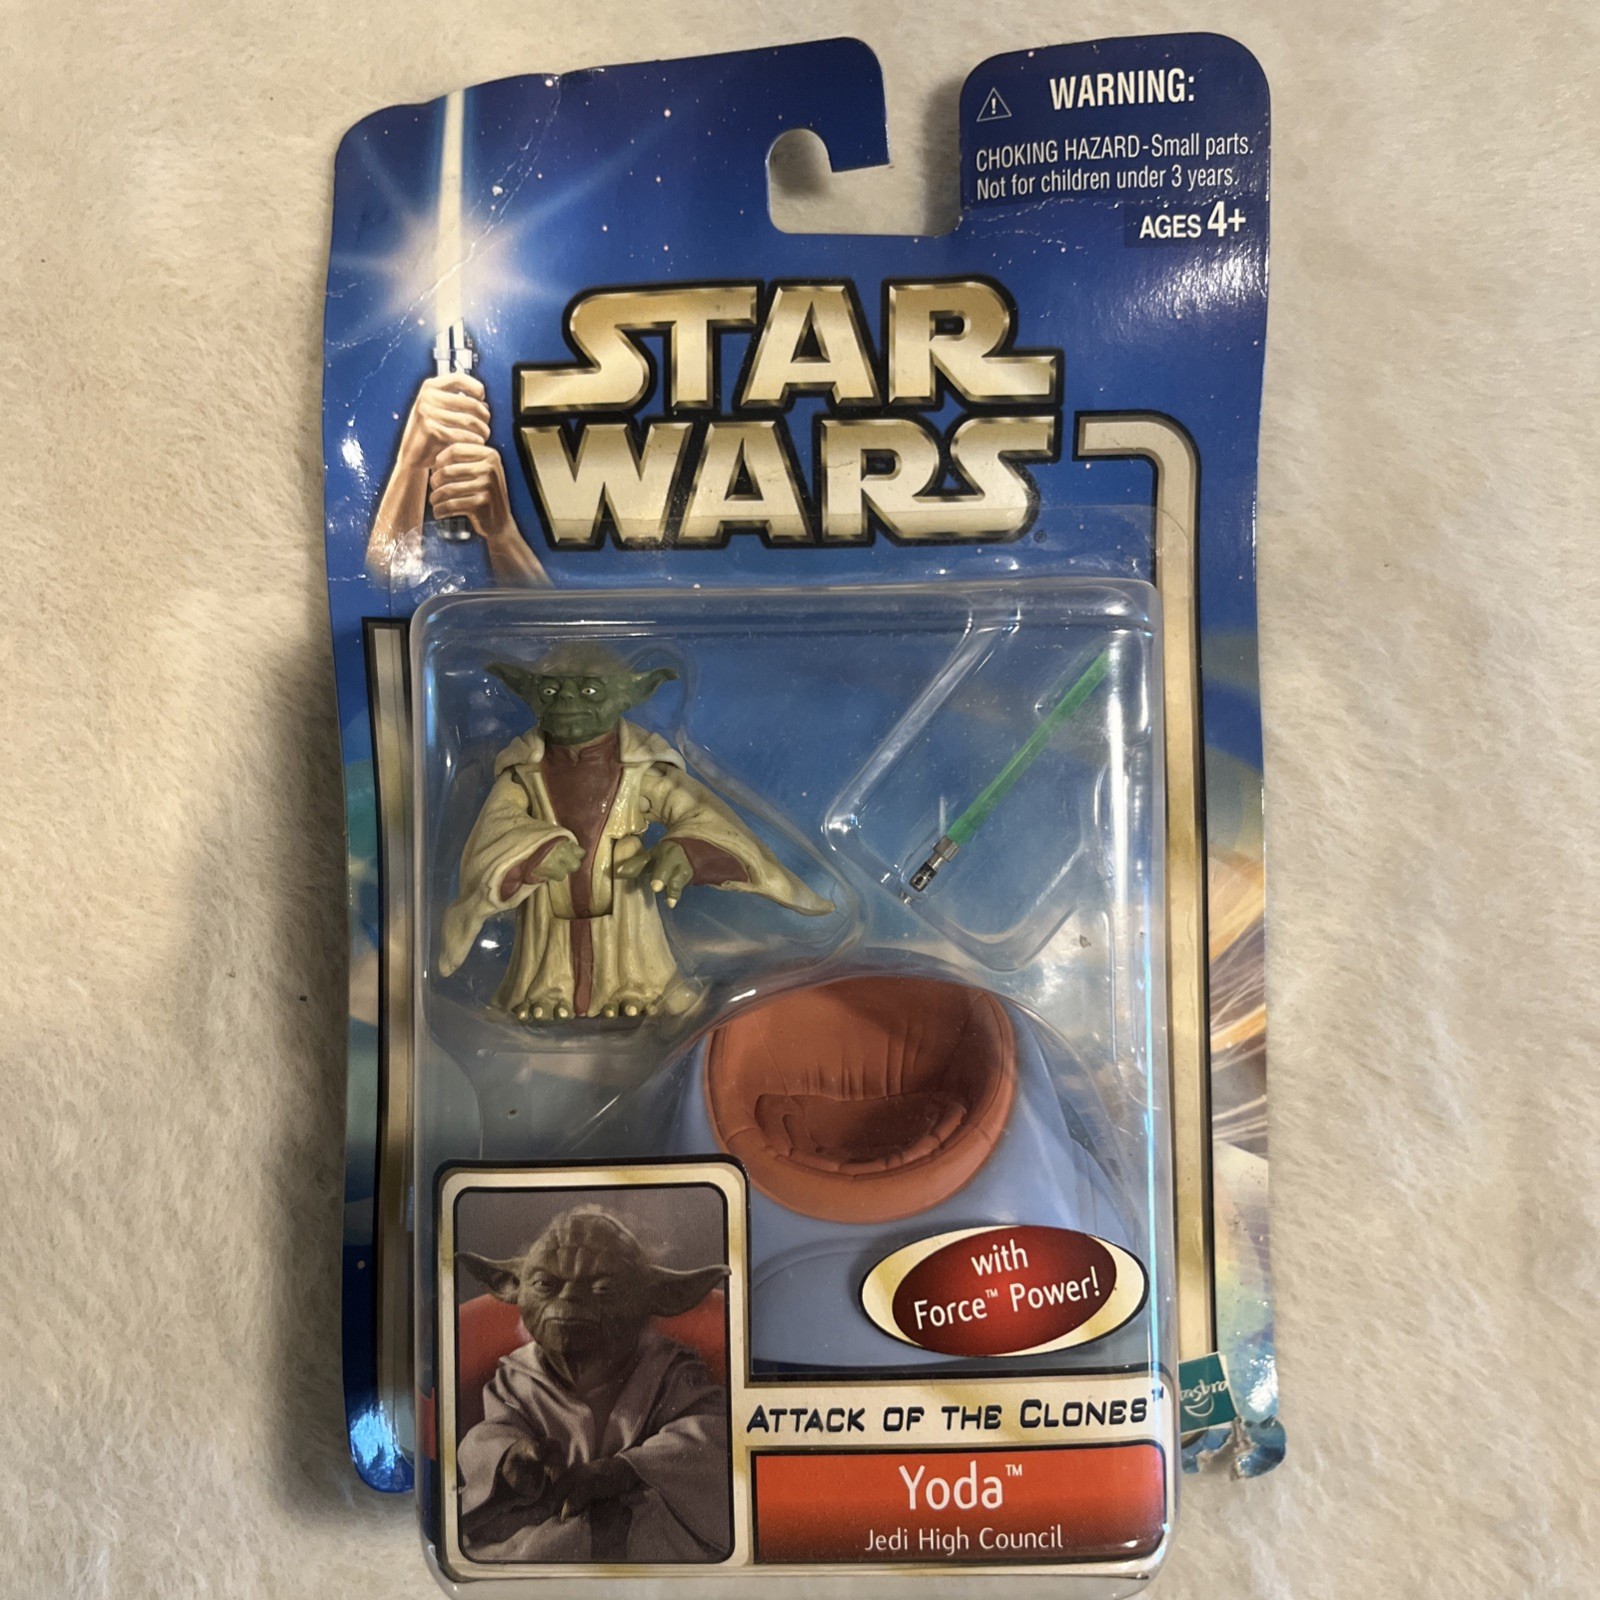 WARNING:
CHOKING HAZARD-Small parts.
Not for children under 3 years.
AGES 4+
STAR
WARS®
with
Force™ Power!
ATTACK OF THE CLONES™
Hasbro
Yoda™
Jedi High Council